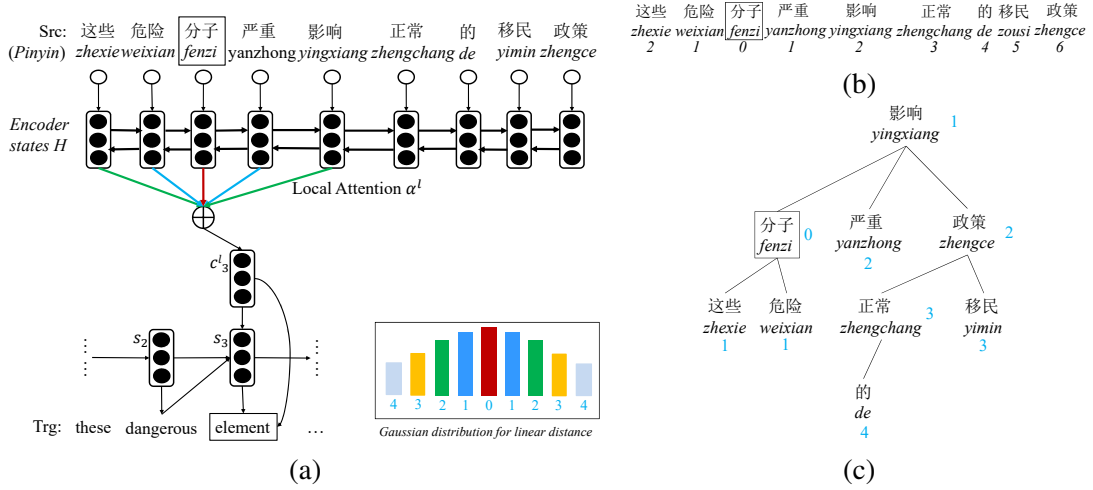 Src: 这些 危险 分子 严重 影响 正常 的 移民 政策
(Pinyin) zhexie weixian fenzi yanzhong yingxiang zhengchang de yimin zhengce
Encoder
states H
Local Attention α^l
c^l_3
s_2 s_3
Trg: these dangerous element ...
4 3 2 1 0 1 2 3 4
Gaussian distribution for linear distance
(a)
这些 危险 分子 严重 影响 正常 的 移民 政策
zhexie weixian fenzi yanzhong yingxiang zhengchang de zousi zhengce
2 1 0 1 2 3 4 5 6
(b)
影响 1
yingxiang
分子 0 严重 政策 2
fenzi yanzhong zhengce
2
这些 危险 正常 3 移民
zhexie weixian zhengchang yimin
1 1 3
的
de
4
(c)